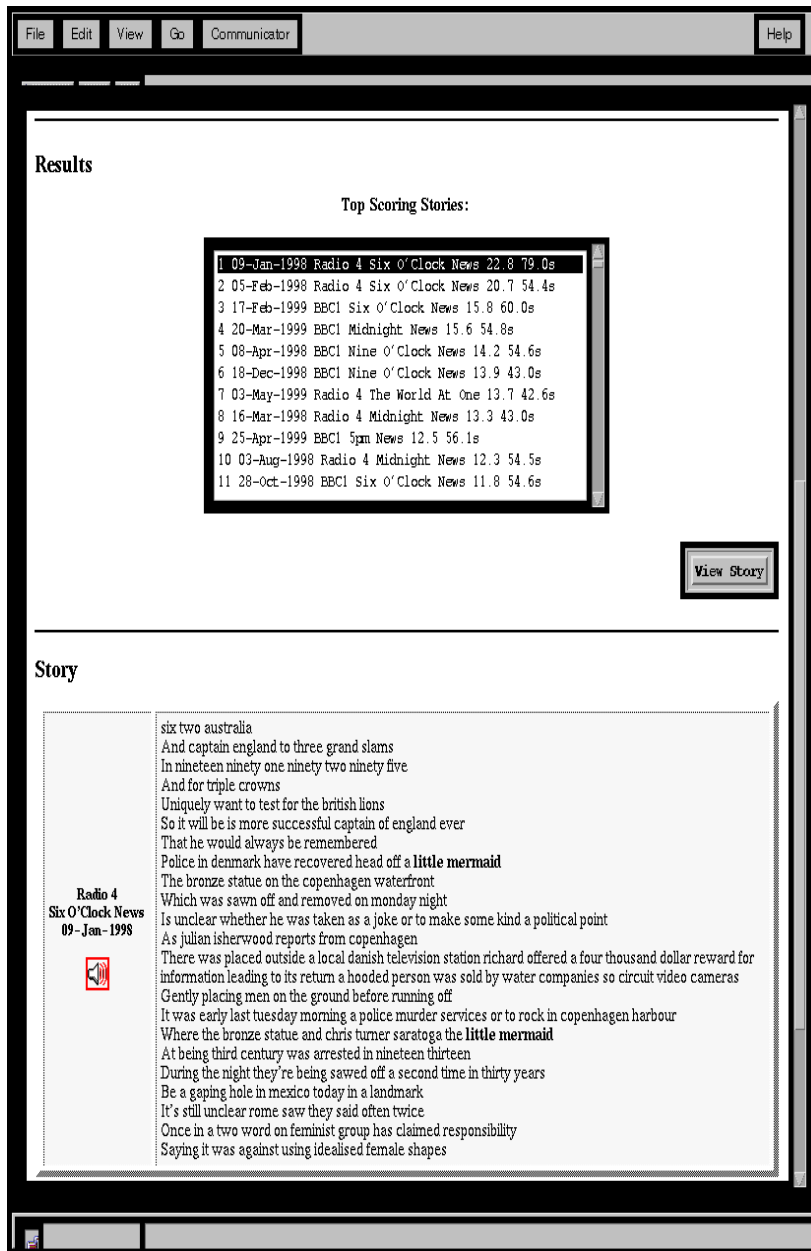 File Edit View Go Communicator Help
Results
Top Scoring Stories:
1 09-Jan-1998 Radio 4 Six O'Clock News 22.8 79.0s
2 05-Feb-1998 Radio 4 Six O'Clock News 20.7 54.4s
3 17-Feb-1999 BBC1 Six O'Clock News 15.8 60.0s
4 20-Mar-1999 BBC1 Midnight News 15.6 54.8s
5 08-Apr-1998 BBC1 Nine O'Clock News 14.2 54.6s
6 18-Dec-1998 BBC1 Nine O'Clock News 13.9 43.0s
7 03-May-1999 Radio 4 The World At One 13.7 42.6s
8 16-Mar-1998 Radio 4 Midnight News 13.3 43.0s
9 25-Apr-1999 BBC1 5pm News 12.5 56.1s
10 03-Aug-1998 Radio 4 Midnight News 12.3 54.5s
11 28-Oct-1998 BBC1 Six O'Clock News 11.8 54.6s
View Story
Story
Radio 4
Six O'Clock News
09-Jan-1998
six two australia
And captain england to three grand slams
In nineteen ninety one ninety two ninety five
And for triple crowns
Uniquely want to test for the british lions
So it will be is more successful captain of england ever
That he would always be remembered
Police in denmark have recovered head off a little mermaid
The bronze statue on the copenhagen waterfront
Which was sawn off and removed on monday night
Is unclear whether he was taken as a joke or to make some kind a political point
As julian isherwood reports from copenhagen
There was placed outside a local danish television station richard offered a four thousand dollar reward for
information leading to its return a hooded person was sold by water companies so circuit video cameras
Gently placing men on the ground before running off
It was early last tuesday morning a police murder services or to rock in copenhagen harbour
Where the bronze statue and chris turner saratoga the little mermaid
At being third century was arrested in nineteen thirteen
During the night they're being sawed off a second time in thirty years
Be a gaping hole in mexico today in a landmark
It's still unclear rome saw they said often twice
Once in a two word on feminist group has claimed responsibility
Saying it was against using idealised female shapes